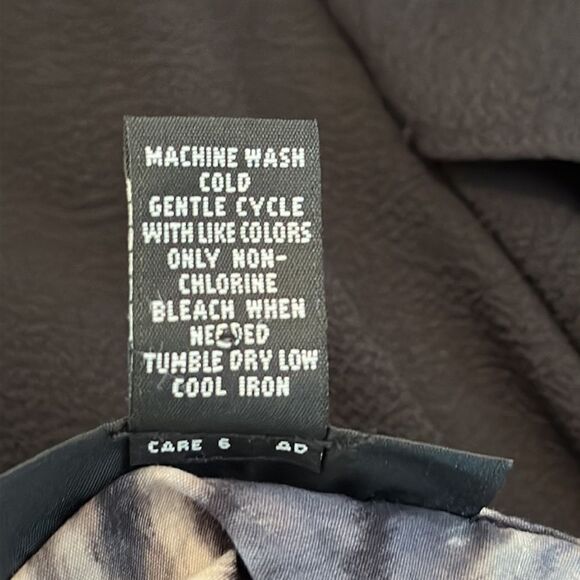 MACHINE WASH
COLD
GENTLE CYCLE
WITH LIKE COLORS
ONLY NON-
CHLORINE
BLEACH WHEN
NEEDED
TUMBLE DRY LOW
COOL IRON
CARE 6 AD